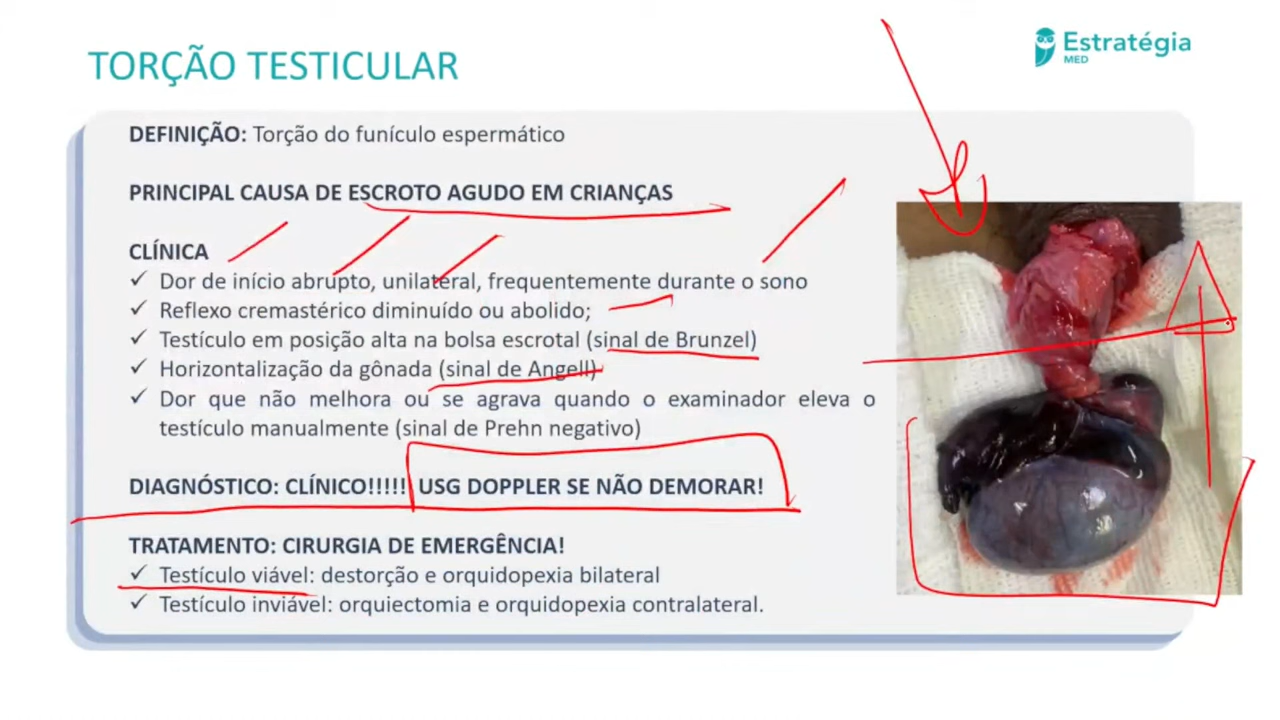 TORÇÃO TESTICULAR
Estratégia
MED
DEFINIÇÃO: Torção do funículo espermático
PRINCIPAL CAUSA DE ESCROTO AGUDO EM CRIANÇAS
CLÍNICA
✓ Dor de início abrupto, unilateral, frequentemente durante o sono
✓ Reflexo cremastérico diminuído ou abolido;
✓ Testículo em posição alta na bolsa escrotal (sinal de Brunzel)
✓ Horizontalização da gônada (sinal de Angell)
✓ Dor que não melhora ou se agrava quando o examinador eleva o
testículo manualmente (sinal de Prehn negativo)
DIAGNÓSTICO: CLÍNICO!!!!! USG DOPPLER SE NÃO DEMORAR!
TRATAMENTO: CIRURGIA DE EMERGÊNCIA!
✓ Testículo viável: destorção e orquidopexia bilateral
✓ Testículo inviável: orquiectomia e orquidopexia contralateral.